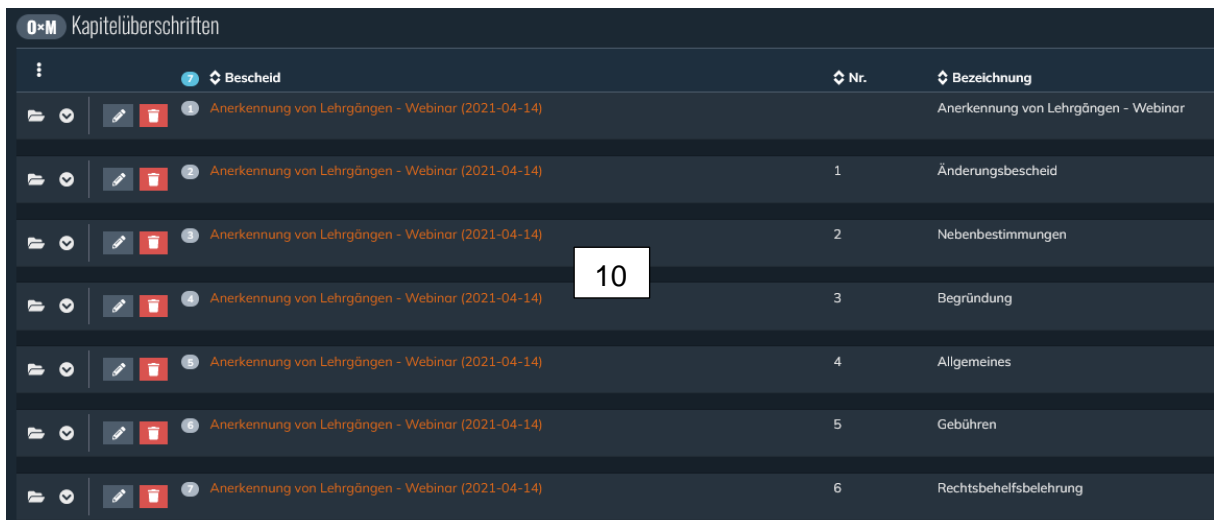 O×M Kapitelüberschriften
7 Bescheid Nr. Bezeichnung
1 Anerkennung von Lehrgängen - Webinar (2021-04-14) Anerkennung von Lehrgängen - Webinar
2 Anerkennung von Lehrgängen - Webinar (2021-04-14) 1 Änderungsbescheid
3 Anerkennung von Lehrgängen - Webinar (2021-04-14) 2 Nebenbestimmungen
10
4 Anerkennung von Lehrgängen - Webinar (2021-04-14) 3 Begründung
5 Anerkennung von Lehrgängen - Webinar (2021-04-14) 4 Allgemeines
6 Anerkennung von Lehrgängen - Webinar (2021-04-14) 5 Gebühren
7 Anerkennung von Lehrgängen - Webinar (2021-04-14) 6 Rechtsbehelfsbelehrung